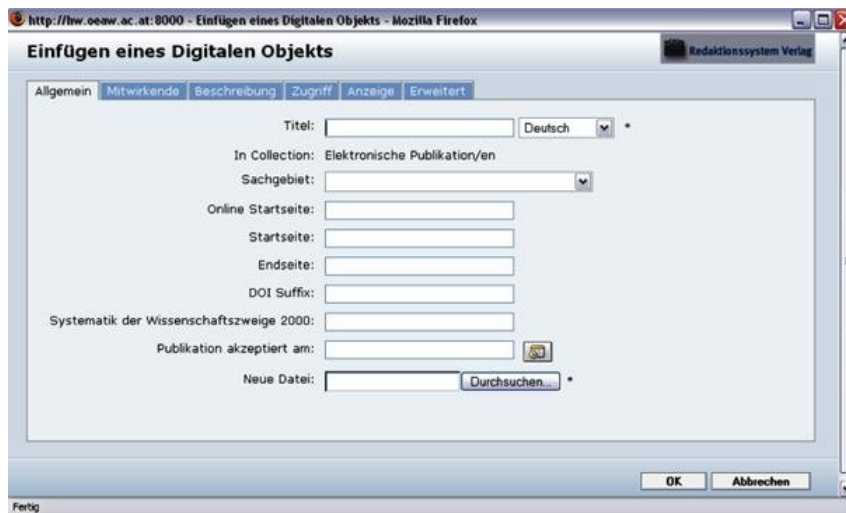 http://hw.oeaw.ac.at:8000 - Einfügen eines Digitalen Objekts - Mozilla Firefox
Einfügen eines Digitalen Objekts
Redaktionssystem Verlag
Allgemein Mitwirkende Beschreibung Zugriff Anzeige Erweitert
Titel: Deutsch *
In Collection: Elektronische Publikation/en
Sachgebiet:
Online Startseite:
Startseite:
Endseite:
DOI Suffix:
Systematik der Wissenschaftszweige 2000:
Publikation akzeptiert am:
Neue Datei: Durchsuchen... *
OK Abbrechen
Fertig